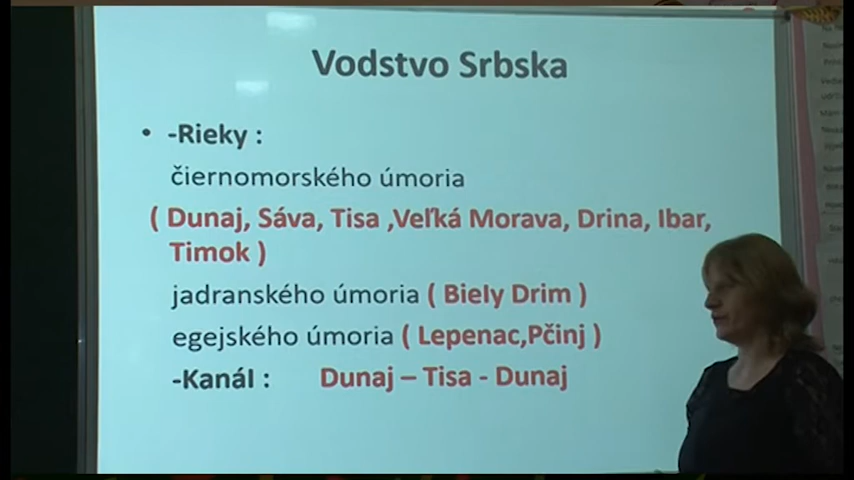 Vodstvo Srbska
• -Rieky :
čiernomorského úmoria
( Dunaj, Sáva, Tisa ,Veľká Morava, Drina, Ibar,
Timok )
jadranského úmoria ( Biely Drim )
egejského úmoria ( Lepenac,Pčinj )
-Kanál : Dunaj – Tisa - Dunaj